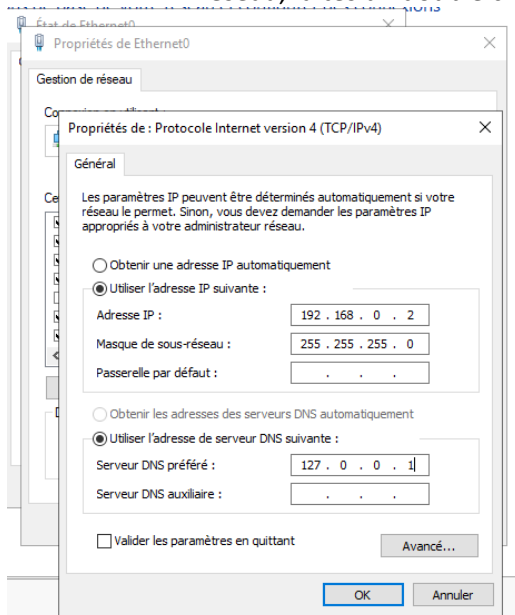 État de Ethernet0
Propriétés de Ethernet0
Gestion de réseau
Propriétés de : Protocole Internet version 4 (TCP/IPv4)
Général
Les paramètres IP peuvent être déterminés automatiquement si votre
réseau le permet. Sinon, vous devez demander les paramètres IP
appropriés à votre administrateur réseau.
Obtenir une adresse IP automatiquement
Utiliser l'adresse IP suivante :
Adresse IP : 192 . 168 . 0 . 2
Masque de sous-réseau : 255 . 255 . 255 . 0
Passerelle par défaut : . . .
Obtenir les adresses des serveurs DNS automatiquement
Utiliser l'adresse de serveur DNS suivante :
Serveur DNS préféré : 127 . 0 . 0 . 1
Serveur DNS auxiliaire : . . .
Valider les paramètres en quittant
Avancé...
OK Annuler